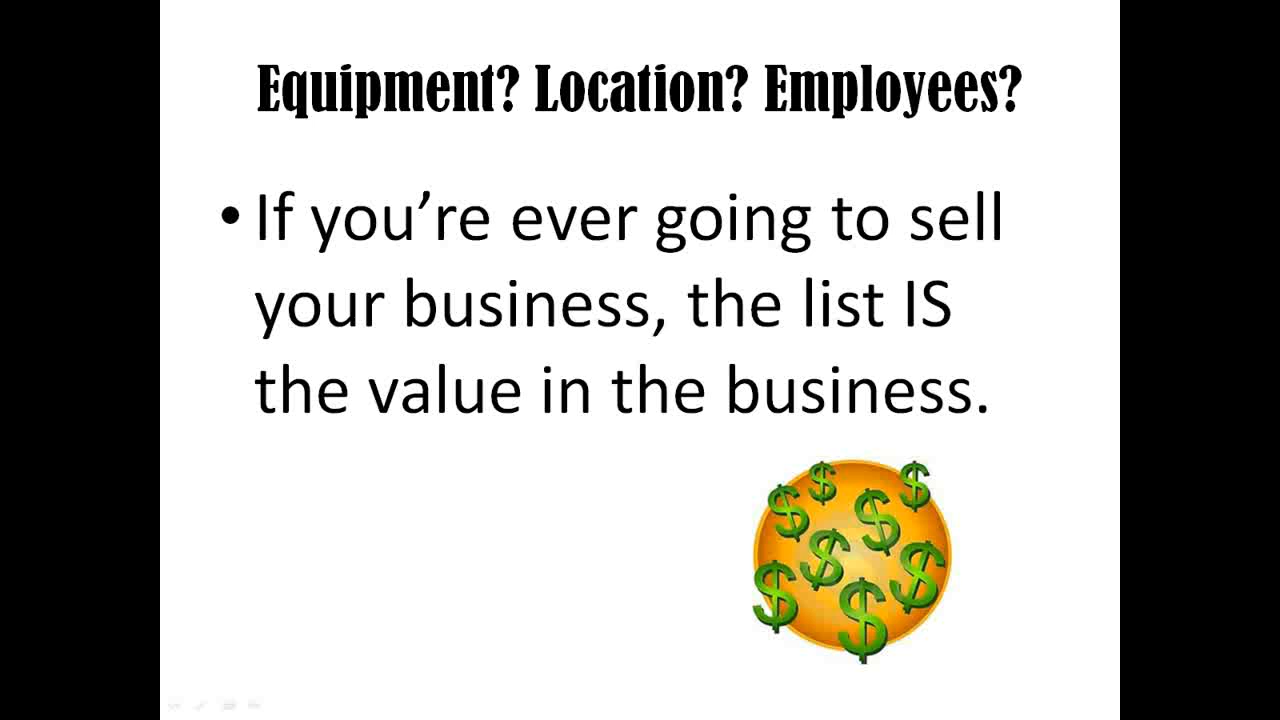 Equipment? Location? Employees?
• If you’re ever going to sell
your business, the list IS
the value in the business.
$ $ $ $ $ $ $ $